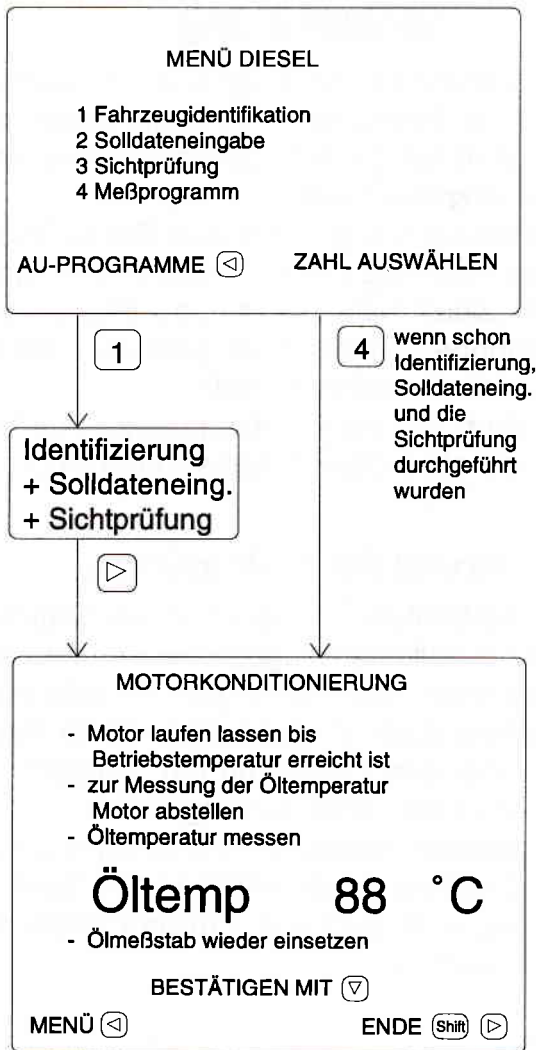 MENÜ DIESEL
1 Fahrzeugidentifikation
2 Solldateneingabe
3 Sichtprüfung
4 Meßprogramm
AU-PROGRAMME ◁ ZAHL AUSWÄHLEN
1
4
wenn schon
Identifizierung,
Solldateneing.
und die
Sichtprüfung
durchgeführt
wurden
Identifizierung
+ Solldateneing.
+ Sichtprüfung
▷
MOTORKONDITIONIERUNG
- Motor laufen lassen bis
Betriebstemperatur erreicht ist
- zur Messung der Öltemperatur
Motor abstellen
- Öltemperatur messen
Öltemp 88 °C
- Ölmeßstab wieder einsetzen
BESTÄTIGEN MIT ▽
MENÜ ◁ ENDE Shift ▷